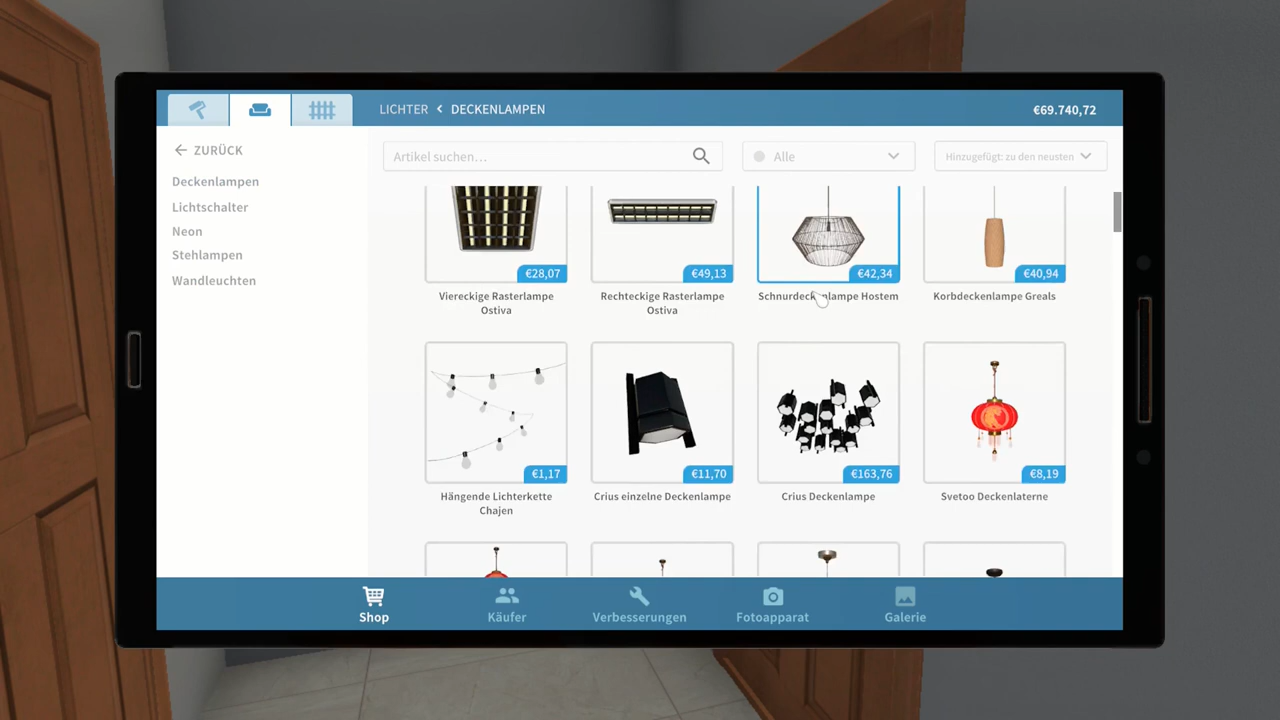 LICHTER < DECKENLAMPEN
€69.740,72
ZURÜCK
Artikel suchen...
Alle
Hinzugefügt: zu den neusten
Deckenlampen
Lichtschalter
Neon
Stehlampen
Wandleuchten
€28,07
€49,13
€42,34
€40,94
Viereckige Rasterlampe
Ostiva
Rechteckige Rasterlampe
Ostiva
Schnurdeckenlampe Hostem
Korbdeckenlampe Greals
€1,17
€11,70
€163,76
€8,19
Hängende Lichterkette
Chajen
Crius einzelne Deckenlampe
Crius Deckenlampe
Svetoo Deckenlaterne
Shop
Käufer
Verbesserungen
Fotoapparat
Galerie